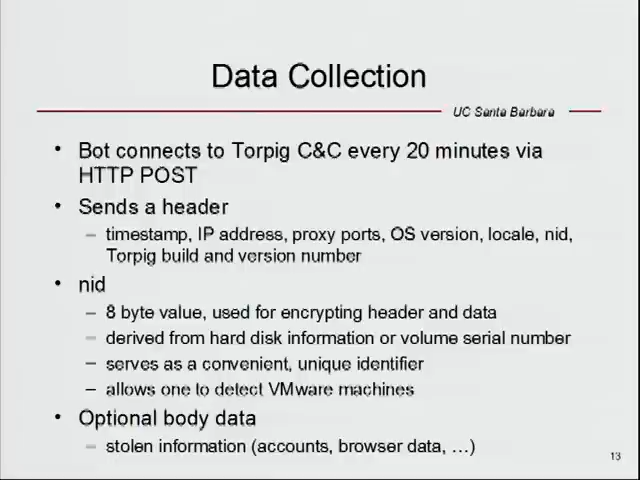 Data Collection
UC Santa Barbara
• Bot connects to Torpig C&C every 20 minutes via
HTTP POST
• Sends a header
– timestamp, IP address, proxy ports, OS version, locale, nid,
Torpig build and version number
• nid
– 8 byte value, used for encrypting header and data
– derived from hard disk information or volume serial number
– serves as a convenient, unique identifier
– allows one to detect VMware machines
• Optional body data
– stolen information (accounts, browser data, …)
13